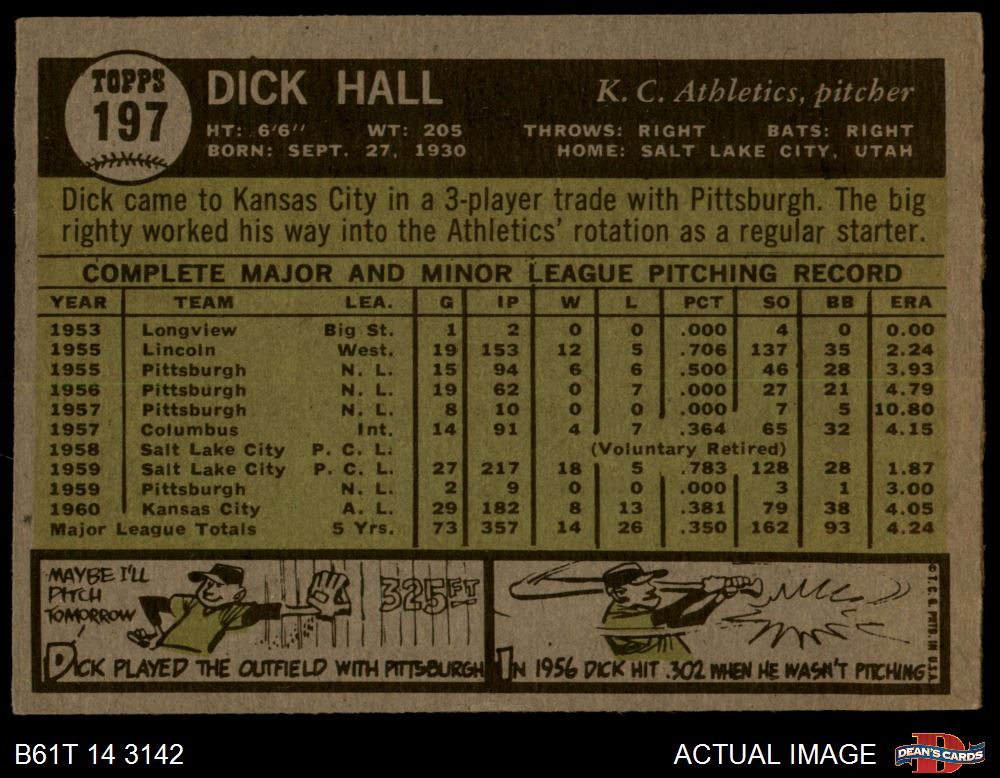 TOPPS
197
DICK HALL
K. C. Athletics, pitcher
HT: 6'6" WT: 205 THROWS: RIGHT BATS: RIGHT
BORN: SEPT. 27, 1930 HOME: SALT LAKE CITY, UTAH
Dick came to Kansas City in a 3-player trade with Pittsburgh. The big
righty worked his way into the Athletics' rotation as a regular starter.
COMPLETE MAJOR AND MINOR LEAGUE PITCHING RECORD
YEAR TEAM LEA. G IP W L PCT SO BB ERA
1953 Longview Big St. 1 2 0 0 .000 4 0 0.00
1955 Lincoln West. 19 153 12 5 .706 137 35 2.24
1955 Pittsburgh N. L. 15 94 6 6 .500 46 28 3.93
1956 Pittsburgh N. L. 19 62 0 7 .000 27 21 4.79
1957 Pittsburgh N. L. 8 10 0 0 .000 7 5 10.80
1957 Columbus Int. 14 91 4 7 .364 65 32 4.15
1958 Salt Lake City P. C. L. (Voluntary Retired)
1959 Salt Lake City P. C. L. 27 217 18 5 .783 128 28 1.87
1959 Pittsburgh N. L. 2 9 0 0 .000 3 1 3.00
1960 Kansas City A. L. 29 182 8 13 .381 79 38 4.05
Major League Totals 5 Yrs. 73 357 14 26 .350 162 93 4.24
MAYBE I'LL
PITCH
TOMORROW
325 FT
DICK PLAYED THE OUTFIELD WITH PITTSBURGH
IN 1956 DICK HIT .302 WHEN HE WASN'T PITCHING
© T. C. G. PRTD. IN U.S.A.
B61T 14 3142
ACTUAL IMAGE
D
DEAN'S CARDS